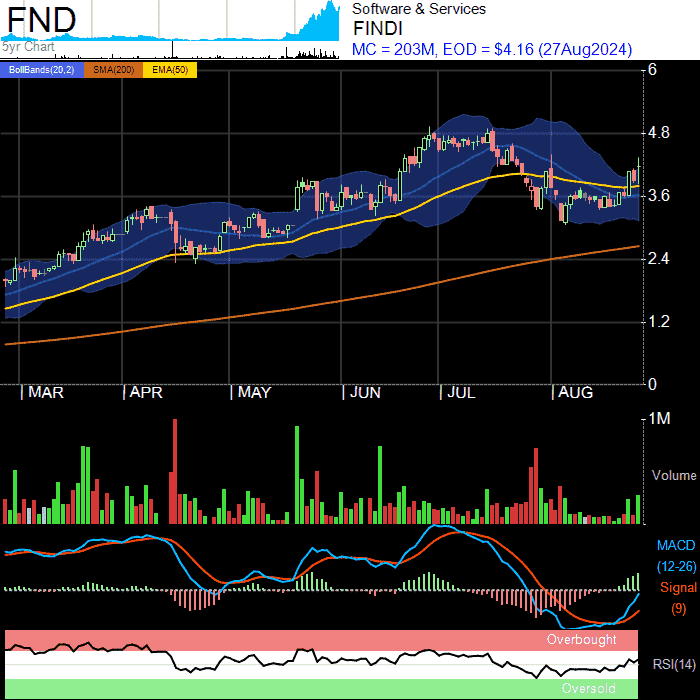 FND
5yr Chart
Software & Services
FINDI
MC = 203M, EOD = $4.16 (27Aug2024)
BollBands(20,2) SMA(200) EMA(50)
6
4.8
3.6
2.4
1.2
0
| MAR | APR | MAY | JUN | JUL | AUG
1M
Volume
MACD
(12-26)
Signal
(9)
Overbought
RSI(14)
Oversold